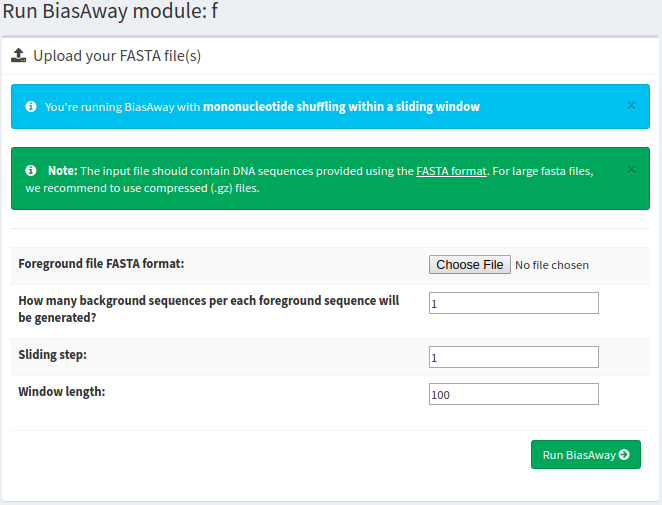 Run BiasAway module: f
Upload your FASTA file(s)
You're running BiasAway with mononucleotide shuffling within a sliding window ×
Note: The input file should contain DNA sequences provided using the FASTA format. For large fasta files, ×
we recommend to use compressed (.gz) files.
Foreground file FASTA format: Choose File No file chosen
How many background sequences per each foreground sequence will
be generated?
1
Sliding step: 1
Window length: 100
Run BiasAway